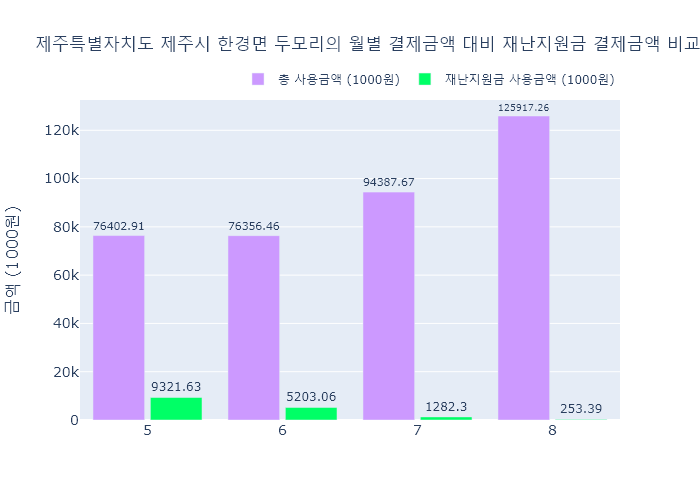 제주특별자치도 제주시 한경면 두모리의 월별 결제금액 대비 재난지원금 결제금액 비교
총 사용금액 (1000원)
재난지원금 사용금액 (1000원)
금액 (1000원)
120k
100k
80k
60k
40k
20k
0
76402.91
9321.63
76356.46
5203.06
94387.67
1282.3
125917.26
253.39
5
6
7
8